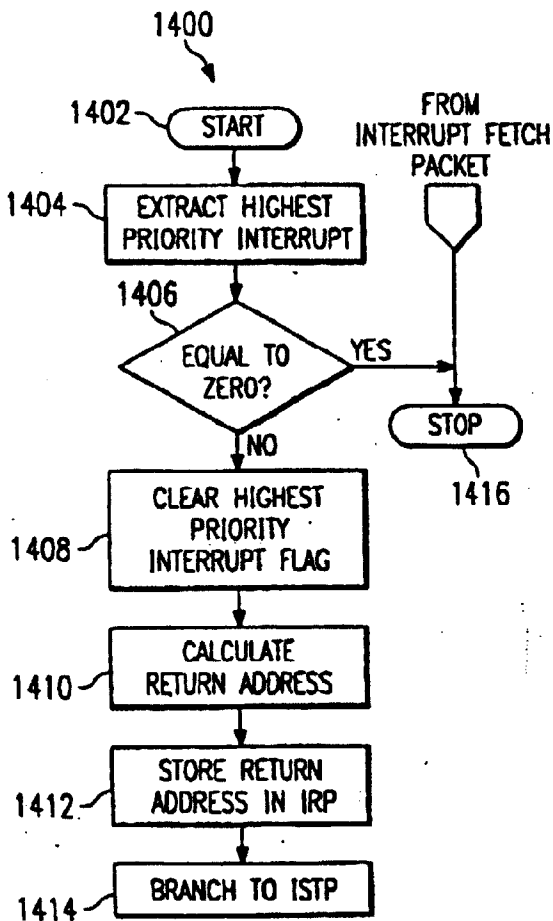 1400
1402
START
FROM
INTERRUPT FETCH
PACKET
1404
EXTRACT HIGHEST
PRIORITY INTERRUPT
1406
EQUAL TO
ZERO?
YES
STOP
1416
NO
1408
CLEAR HIGHEST
PRIORITY
INTERRUPT FLAG
1410
CALCULATE
RETURN ADDRESS
1412
STORE RETURN
ADDRESS IN IRP
1414
BRANCH TO ISTP